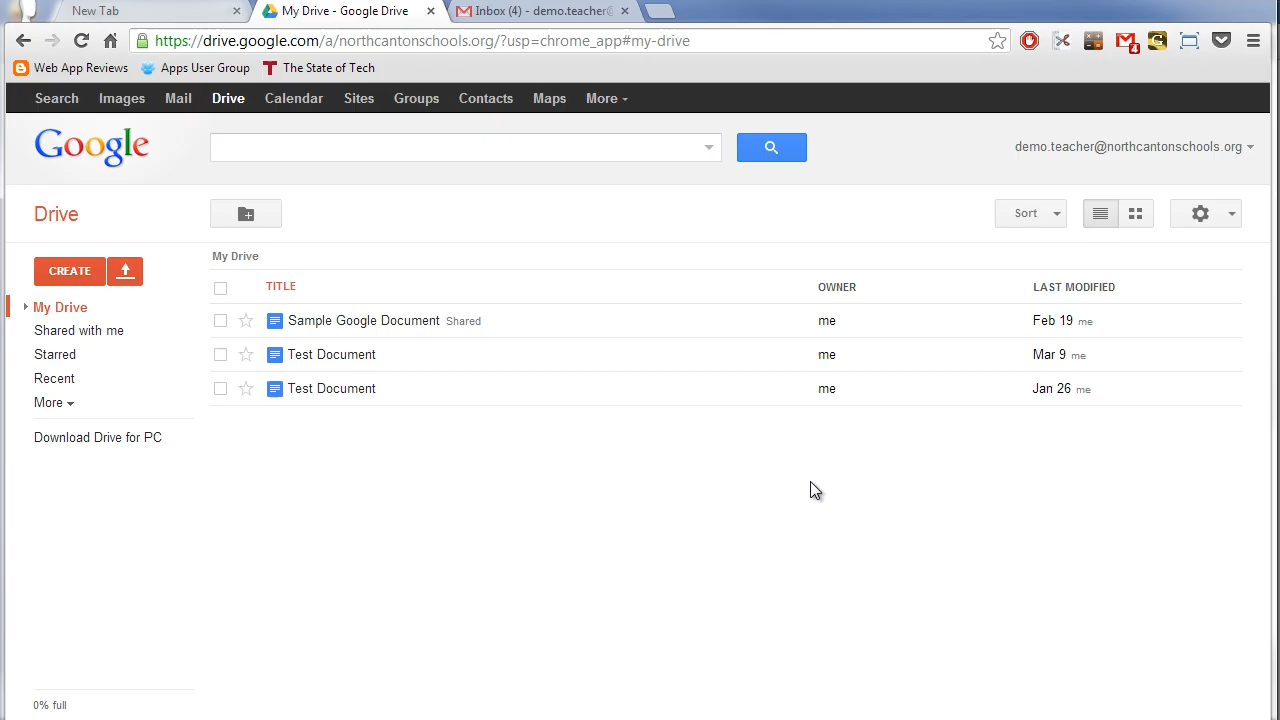 New Tab My Drive - Google Drive Inbox (4) - demo.teacher@
https://drive.google.com/a/northcantonschools.org/?usp=chrome_app#my-drive 4 G
Web App Reviews Apps User Group The State of Tech
Search Images Mail Drive Calendar Sites Groups Contacts Maps More
Google demo.teacher@northcantonschools.org
Drive Sort
My Drive
CREATE
TITLE OWNER LAST MODIFIED
My Drive
Sample Google Document Shared me Feb 19 me
Shared with me
Test Document me Mar 9 me
Starred
Recent
Test Document me Jan 26 me
More
Download Drive for PC
0% full